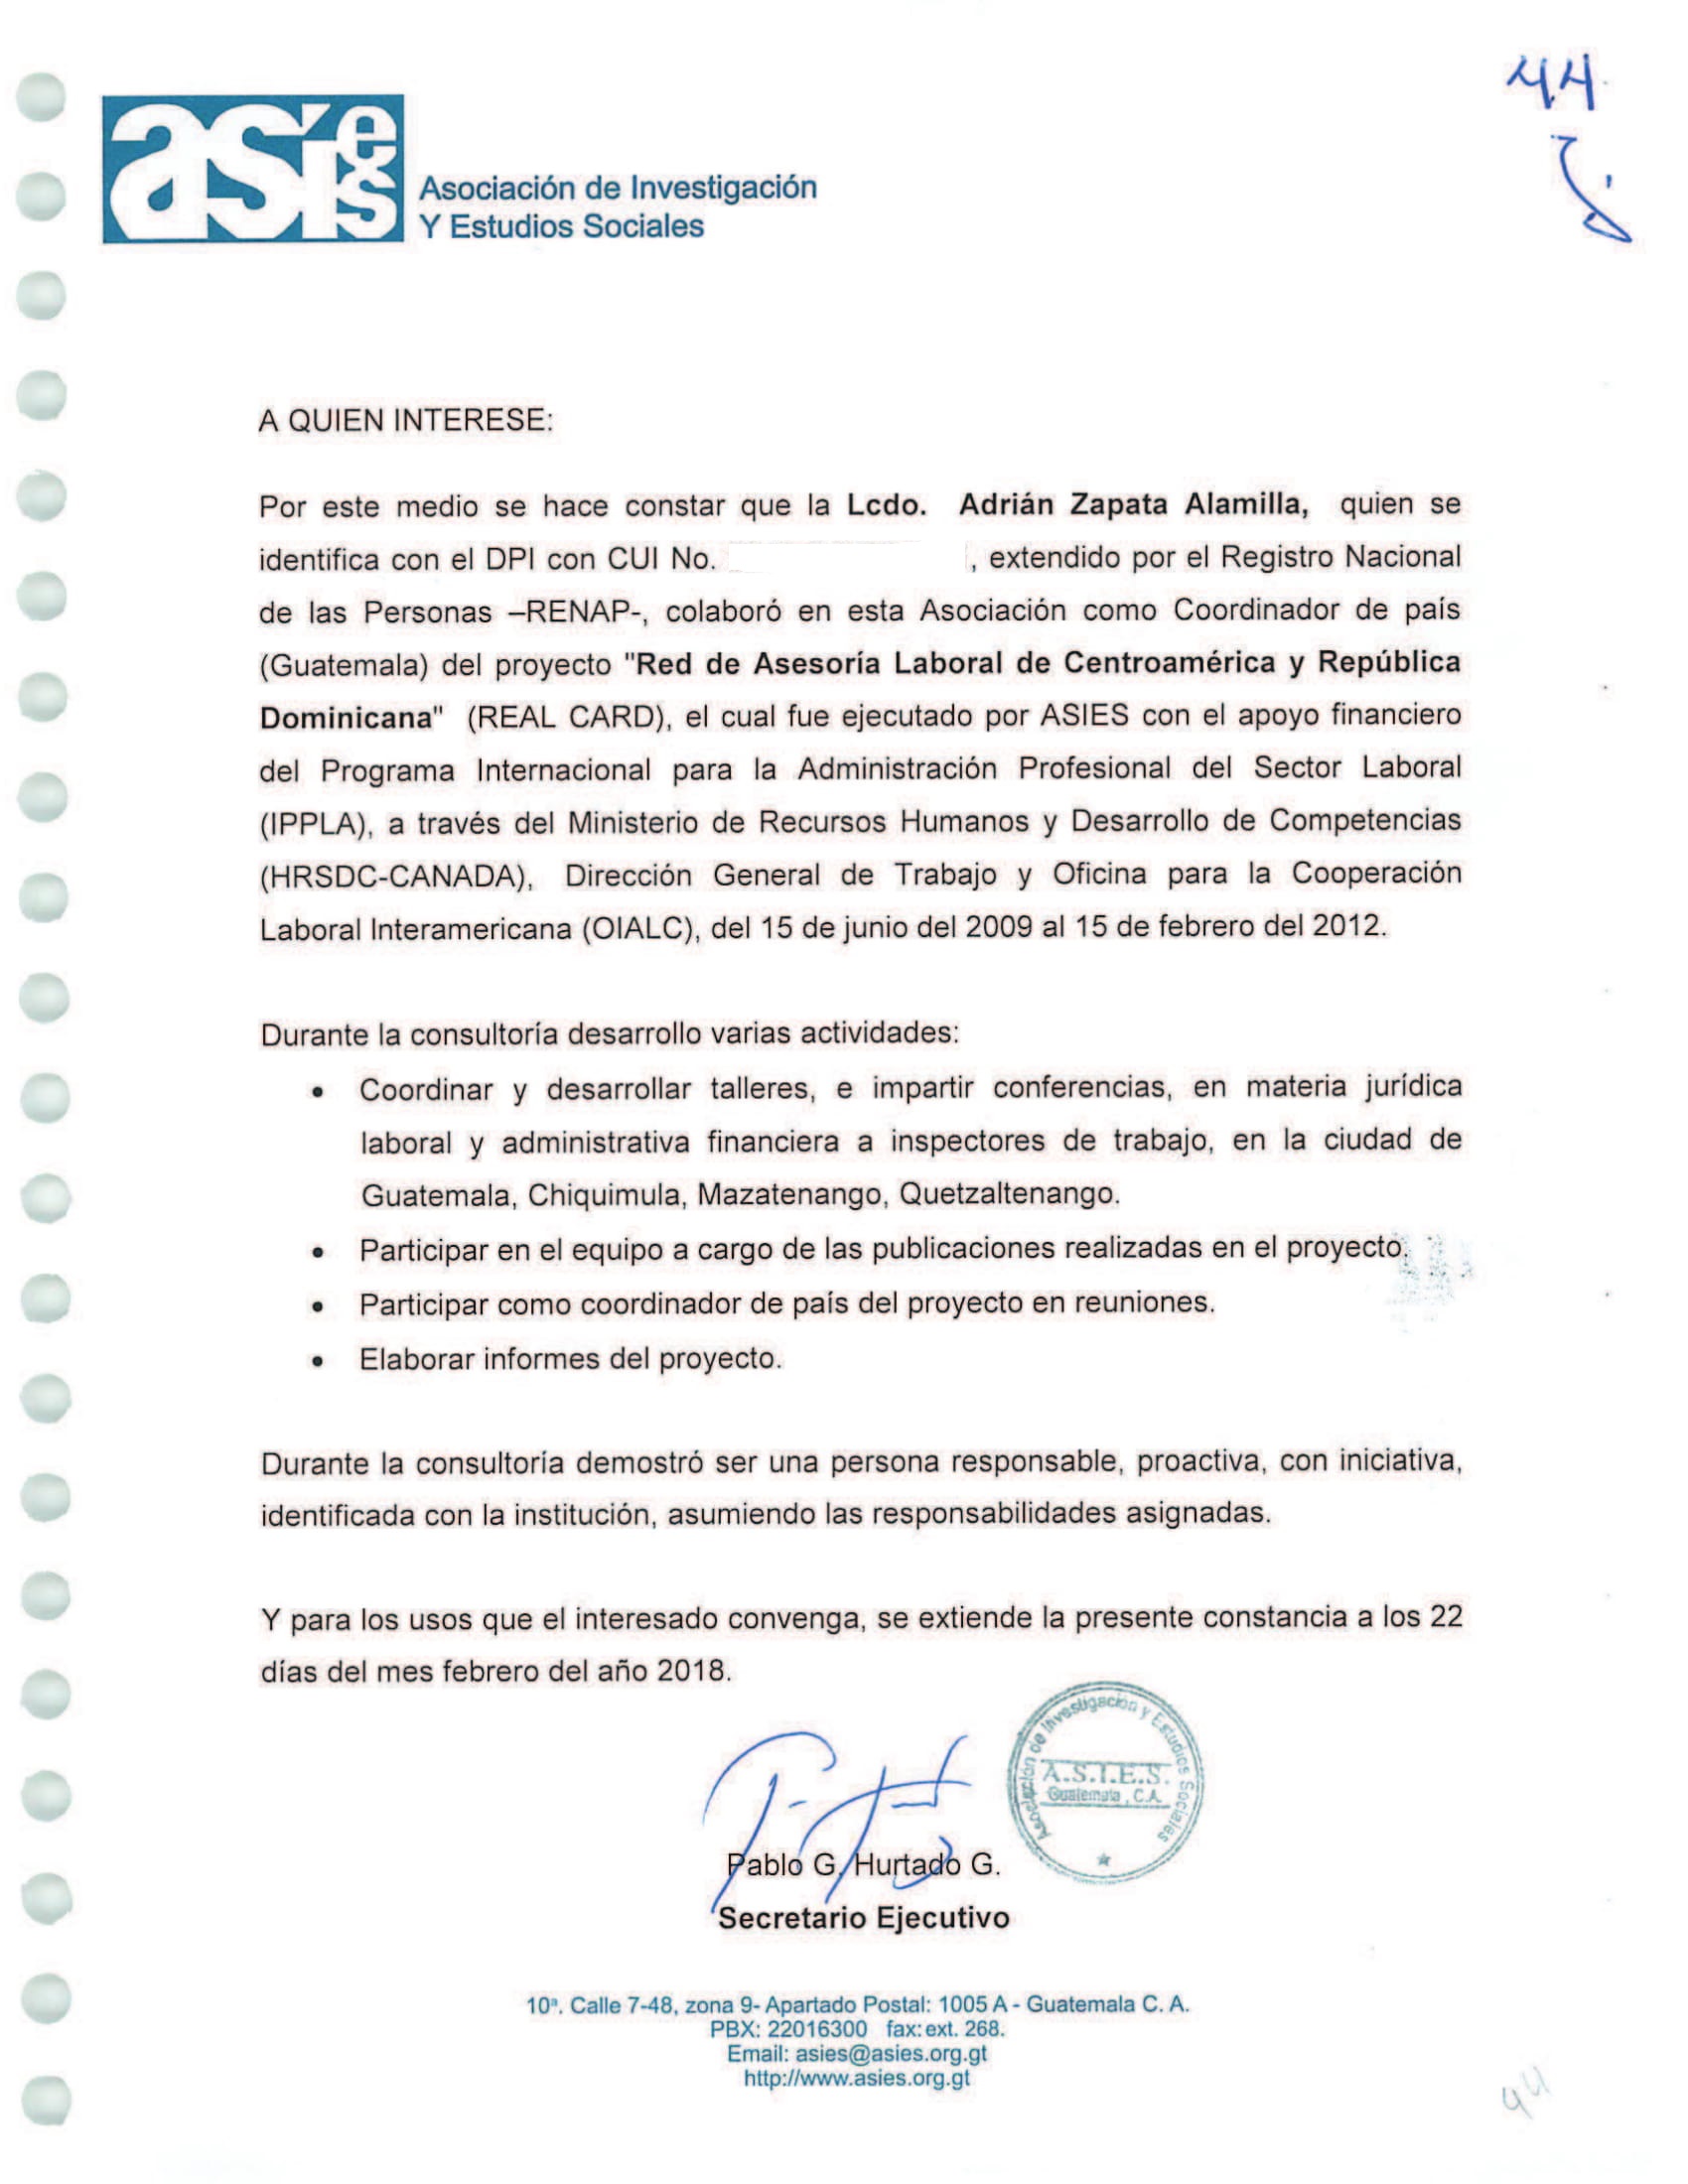 44
asíes
Asociación de Investigación
Y Estudios Sociales
A QUIEN INTERESE:
Por este medio se hace constar que la Lcdo. Adrián Zapata Alamilla, quien se
identifica con el DPI con CUI No. , extendido por el Registro Nacional
de las Personas –RENAP-, colaboró en esta Asociación como Coordinador de país
(Guatemala) del proyecto "Red de Asesoría Laboral de Centroamérica y República
Dominicana" (REAL CARD), el cual fue ejecutado por ASIES con el apoyo financiero
del Programa Internacional para la Administración Profesional del Sector Laboral
(IPPLA), a través del Ministerio de Recursos Humanos y Desarrollo de Competencias
(HRSDC-CANADA), Dirección General de Trabajo y Oficina para la Cooperación
Laboral Interamericana (OIALC), del 15 de junio del 2009 al 15 de febrero del 2012.
Durante la consultoría desarrollo varias actividades:
• Coordinar y desarrollar talleres, e impartir conferencias, en materia jurídica
laboral y administrativa financiera a inspectores de trabajo, en la ciudad de
Guatemala, Chiquimula, Mazatenango, Quetzaltenango.
• Participar en el equipo a cargo de las publicaciones realizadas en el proyecto.
• Participar como coordinador de país del proyecto en reuniones.
• Elaborar informes del proyecto.
Durante la consultoría demostró ser una persona responsable, proactiva, con iniciativa,
identificada con la institución, asumiendo las responsabilidades asignadas.
Y para los usos que el interesado convenga, se extiende la presente constancia a los 22
días del mes febrero del año 2018.
Asociación de Investigación y Estudios Sociales
A.S.I.E.S.
Guatemala, C.A.
Pablo G. Hurtado G.
Secretario Ejecutivo
10ª. Calle 7-48, zona 9- Apartado Postal: 1005 A - Guatemala C. A.
PBX: 22016300 fax: ext. 268.
Email: asies@asies.org.gt
http://www.asies.org.gt
44